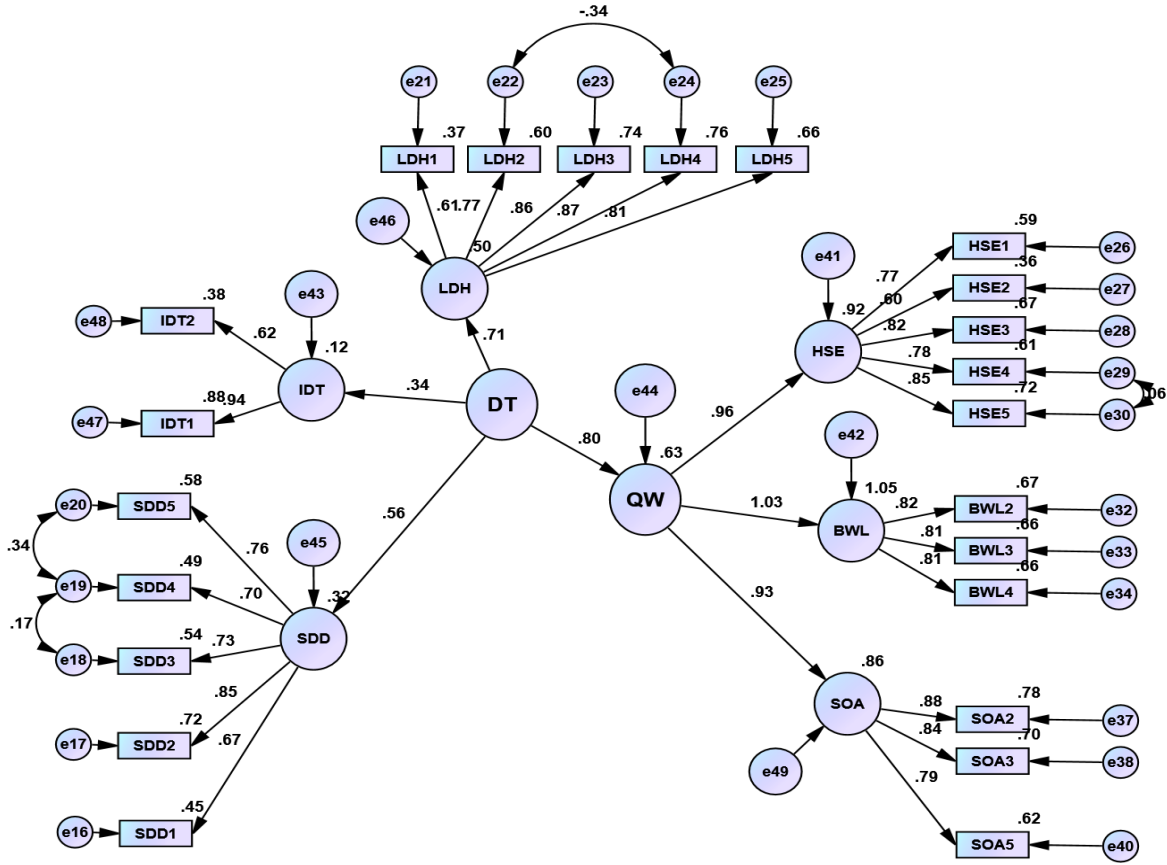 -.34
e21 e22 e23 e24 e25
.37 .60 .74 .76 .66
LDH1 LDH2 LDH3 LDH4 LDH5
.61 .77 .86 .87 .81
e46 .50
LDH
.71
e41
.59
HSE1 e26
.36
HSE2 e27
.67
HSE3 e28
.61
HSE4 e29
.72
HSE5 e30
.77
.60
.82
.78
.85
.92
HSE
e43
e48 .38
IDT2
.62
.12
IDT
.34
.88 .94
e47 IDT1
DT
.80
e44
.63
QW
.96
e42
1.03
1.05
BWL
.82
.81
.81
.67
BWL2 e32
.66
BWL3 e33
.66
BWL4 e34
.56
.58
e20 SDD5
.34
.49
e19 SDD4
.17
.54
e18 SDD3
.72
e17 SDD2
.45
e16 SDD1
.76
.70
.73
.85
.67
e45
.32
SDD
.93
.86
SOA
e49
.88
.84
.79
.78
SOA2 e37
.70
SOA3 e38
.62
SOA5 e40